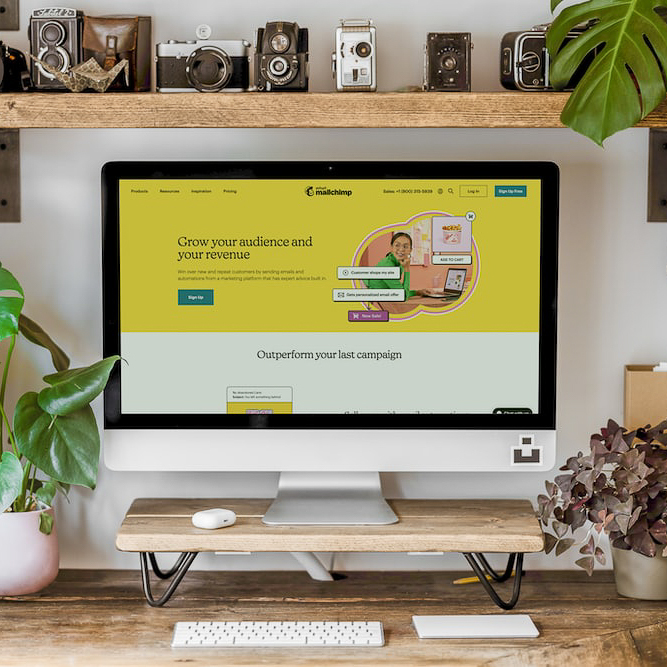 Products Resources Inspiration Pricing
intuit
mailchimp
Sales: +1 (800) 315-5939
Log In
Sign Up Free
Grow your audience and
your revenue
Win over new and repeat customers by sending emails and
automations from a marketing platform that has expert advice built in.
Sign Up
ADD TO CART
Customer shops my site
Gets personalized email offer
New Sale!
Outperform your last campaign